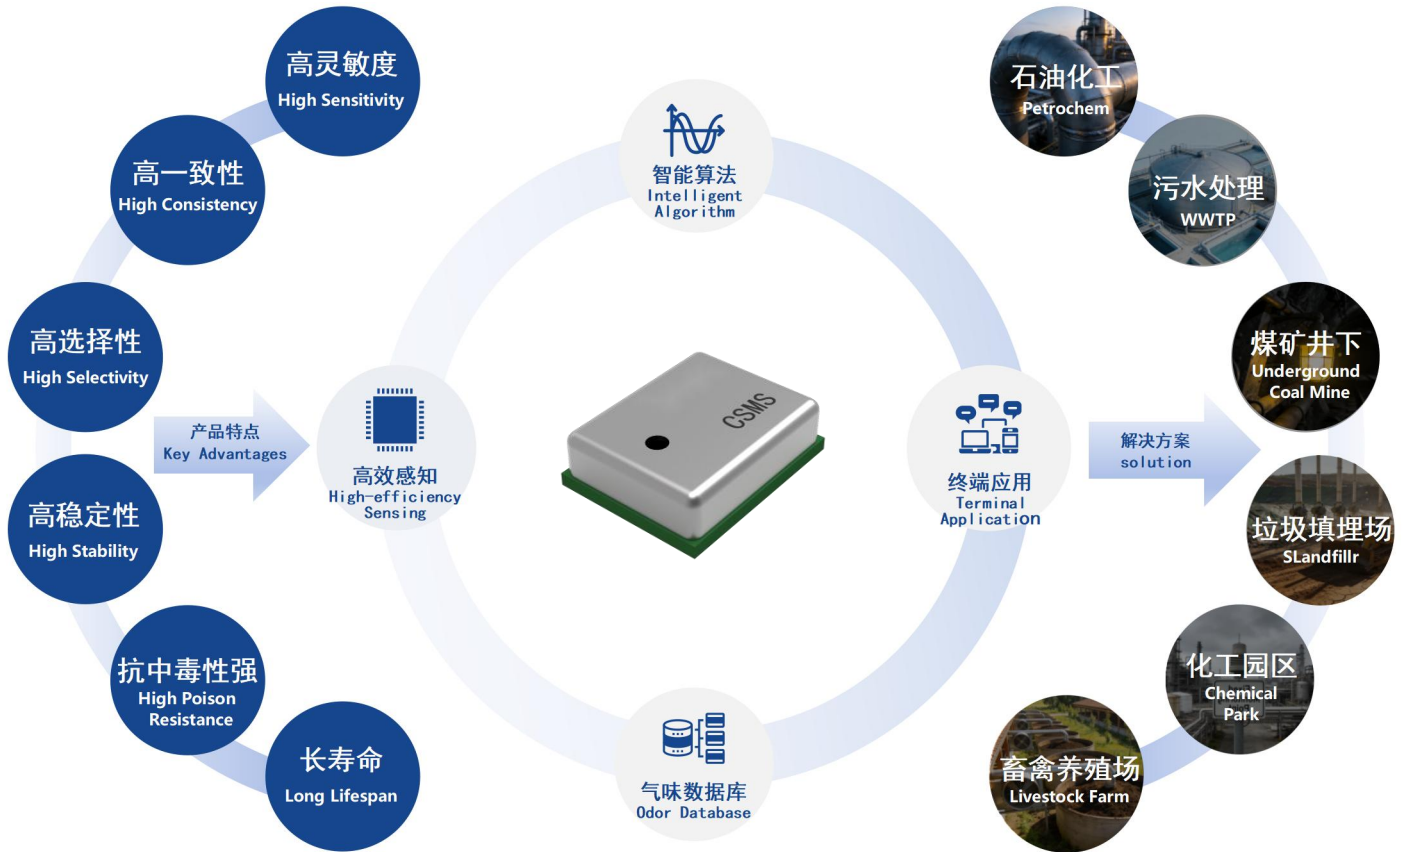 高灵敏度
High Sensitivity
高一致性
High Consistency
高选择性
High Selectivity
高稳定性
High Stability
抗中毒性强
High Poison
Resistance
长寿命
Long Lifespan
产品特点
Key Advantages
智能算法
Intelligent
Algorithm
高效感知
High-efficiency
Sensing
CSMS
终端应用
Terminal
Application
气味数据库
Odor Database
解决方案
solution
石油化工
Petrochem
污水处理
WWTP
煤矿井下
Underground
Coal Mine
垃圾填埋场
SLandfillr
化工园区
Chemical
Park
畜禽养殖场
Livestock Farm